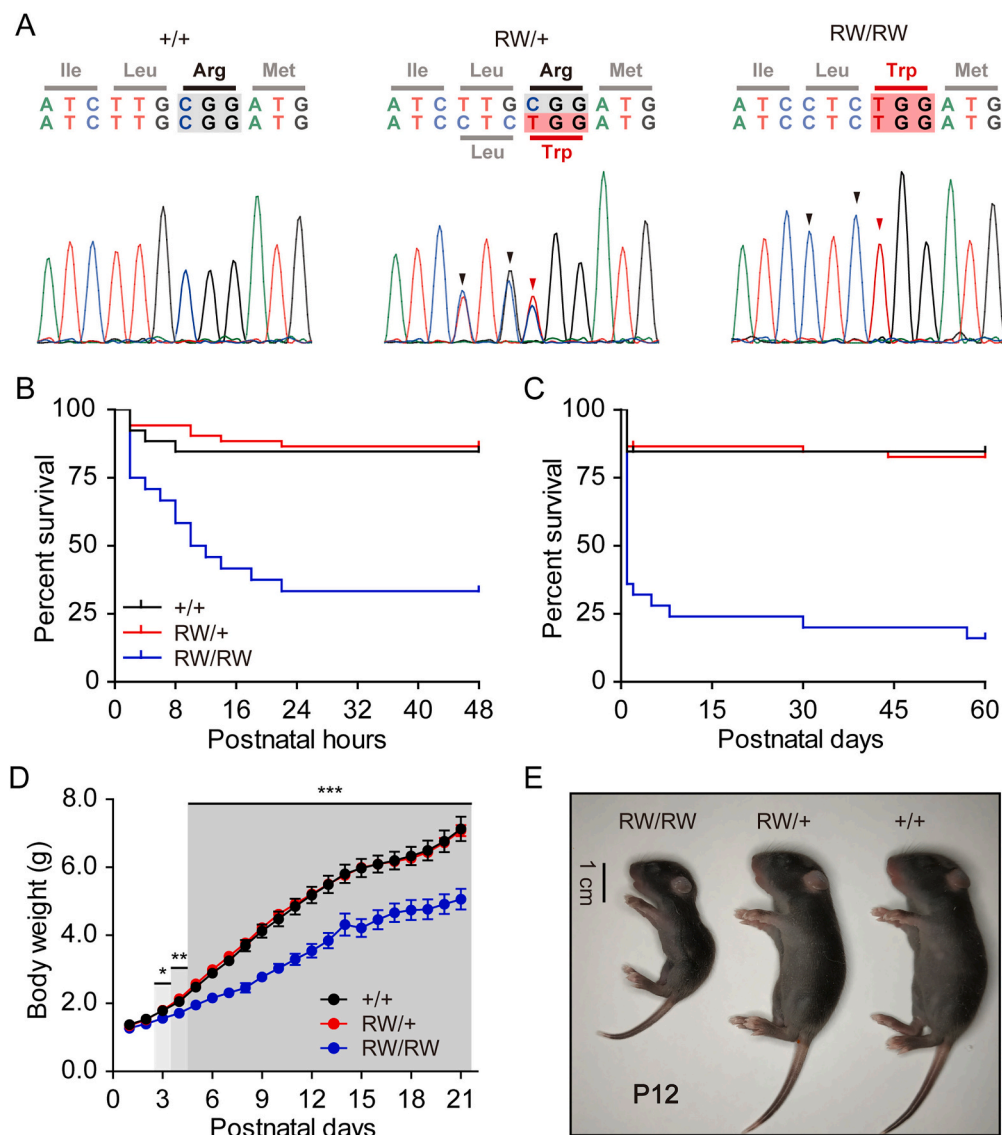 A
+/+
RW/+
RW/RW
Ile Leu Arg Met
Ile Leu Arg Met
Ile Leu Trp Met
A T C T T G C G G A T G
A T C T T G C G G A T G
A T C C T C T G G A T G
A T C T T G C G G A T G
A T C C T C T G G A T G
A T C C T C T G G A T G
Leu Trp
B
Percent survival
100
75
50
25
0
+/+
RW/+
RW/RW
0 8 16 24 32 40 48
Postnatal hours
C
Percent survival
100
75
50
25
0
0 15 30 45 60
Postnatal days
D
Body weight (g)
8.0
6.0
4.0
2.0
0.0
*
**
***
+/+
RW/+
RW/RW
0 3 6 9 12 15 18 21
Postnatal days
E
RW/RW RW/+ +/+
1 cm
P12